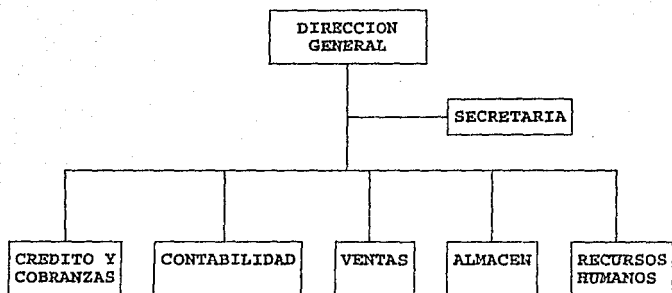 DIRECCION
GENERAL
SECRETARIA
CREDITO Y
COBRANZAS
CONTABILIDAD
VENTAS
ALMACEN
RECURSOS
HUMANOS